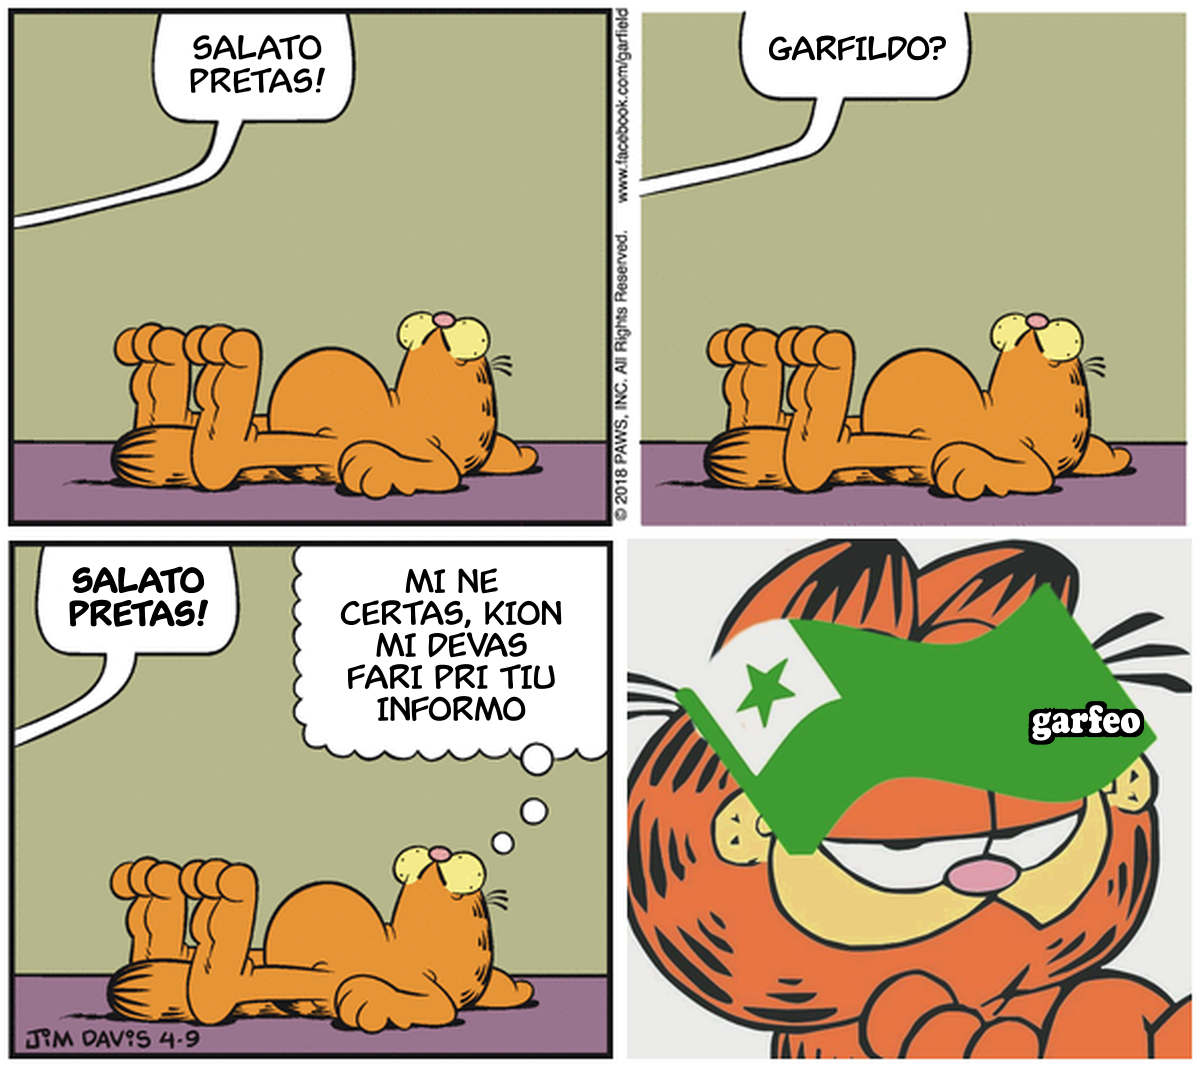 SALATO
PRETAS!
© 2018 PAWS, INC. All Rights Reserved. www.facebook.com/garfield
GARFILDO?
SALATO
PRETAS!
MI NE
CERTAS, KION
MI DEVAS
FARI PRI TIU
INFORMO
JIM DAVIS 4-9
garfeo